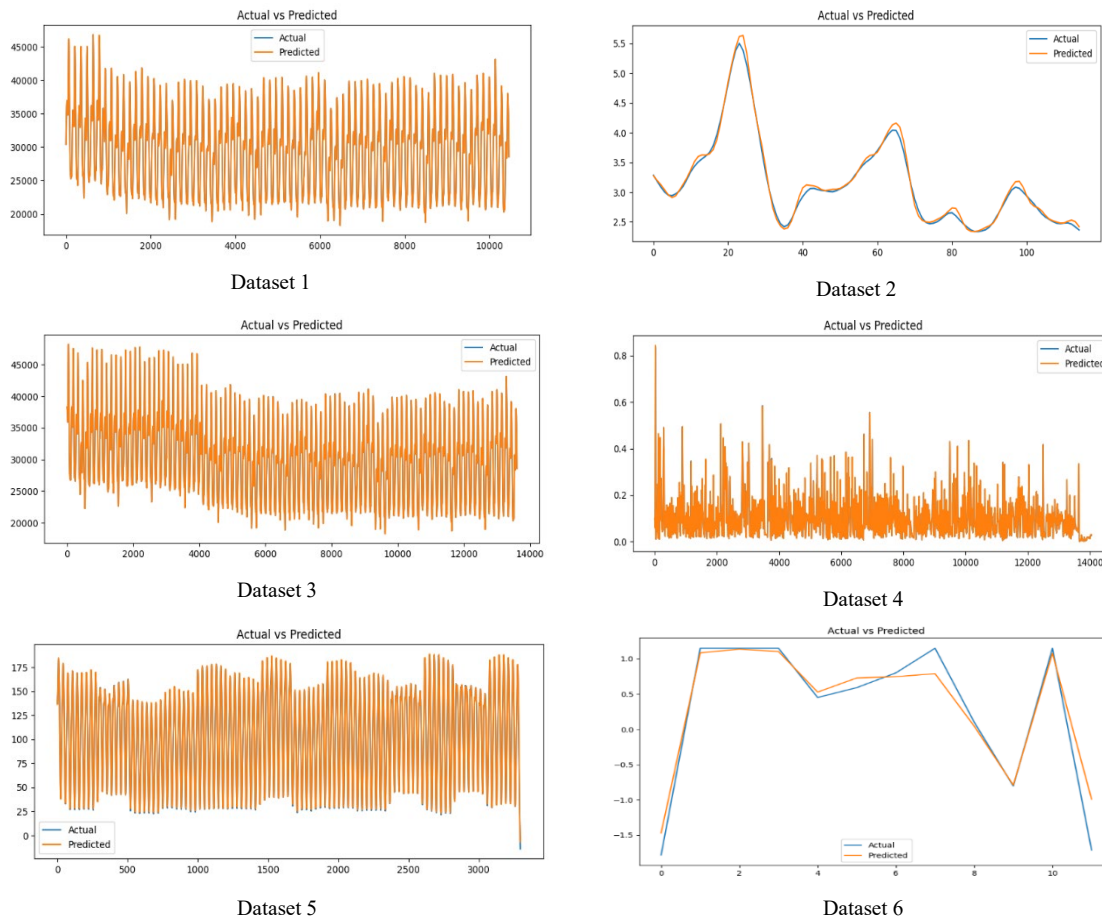 Actual vs Predicted
Actual
Predicted
45000
40000
35000
30000
25000
20000
0 2000 4000 6000 8000 10000
Dataset 1
Actual vs Predicted
Actual
Predicted
5.5
5.0
4.5
4.0
3.5
3.0
2.5
0 20 40 60 80 100
Dataset 2
Actual vs Predicted
Actual
Predicted
45000
40000
35000
30000
25000
20000
0 2000 4000 6000 8000 10000 12000 14000
Dataset 3
Actual vs Predicted
Actual
Predicted
0.8
0.6
0.4
0.2
0.0
0 2000 4000 6000 8000 10000 12000 14000
Dataset 4
Actual vs Predicted
175
150
125
100
75
50
25
0
Actual
Predicted
0 500 1000 1500 2000 2500 3000
Dataset 5
Actual vs Predicted
1.0
0.5
0.0
−0.5
−1.0
−1.5
Actual
Predicted
0 2 4 6 8 10
Dataset 6